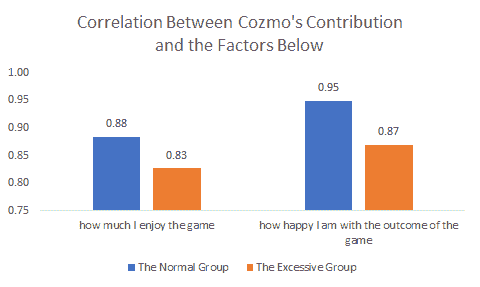 Correlation Between Cozmo's Contribution
and the Factors Below
1.00
0.95
0.90
0.85
0.80
0.75
0.88
0.83
0.95
0.87
how much I enjoy the game
how happy I am with the outcome of the
game
The Normal Group
The Excessive Group